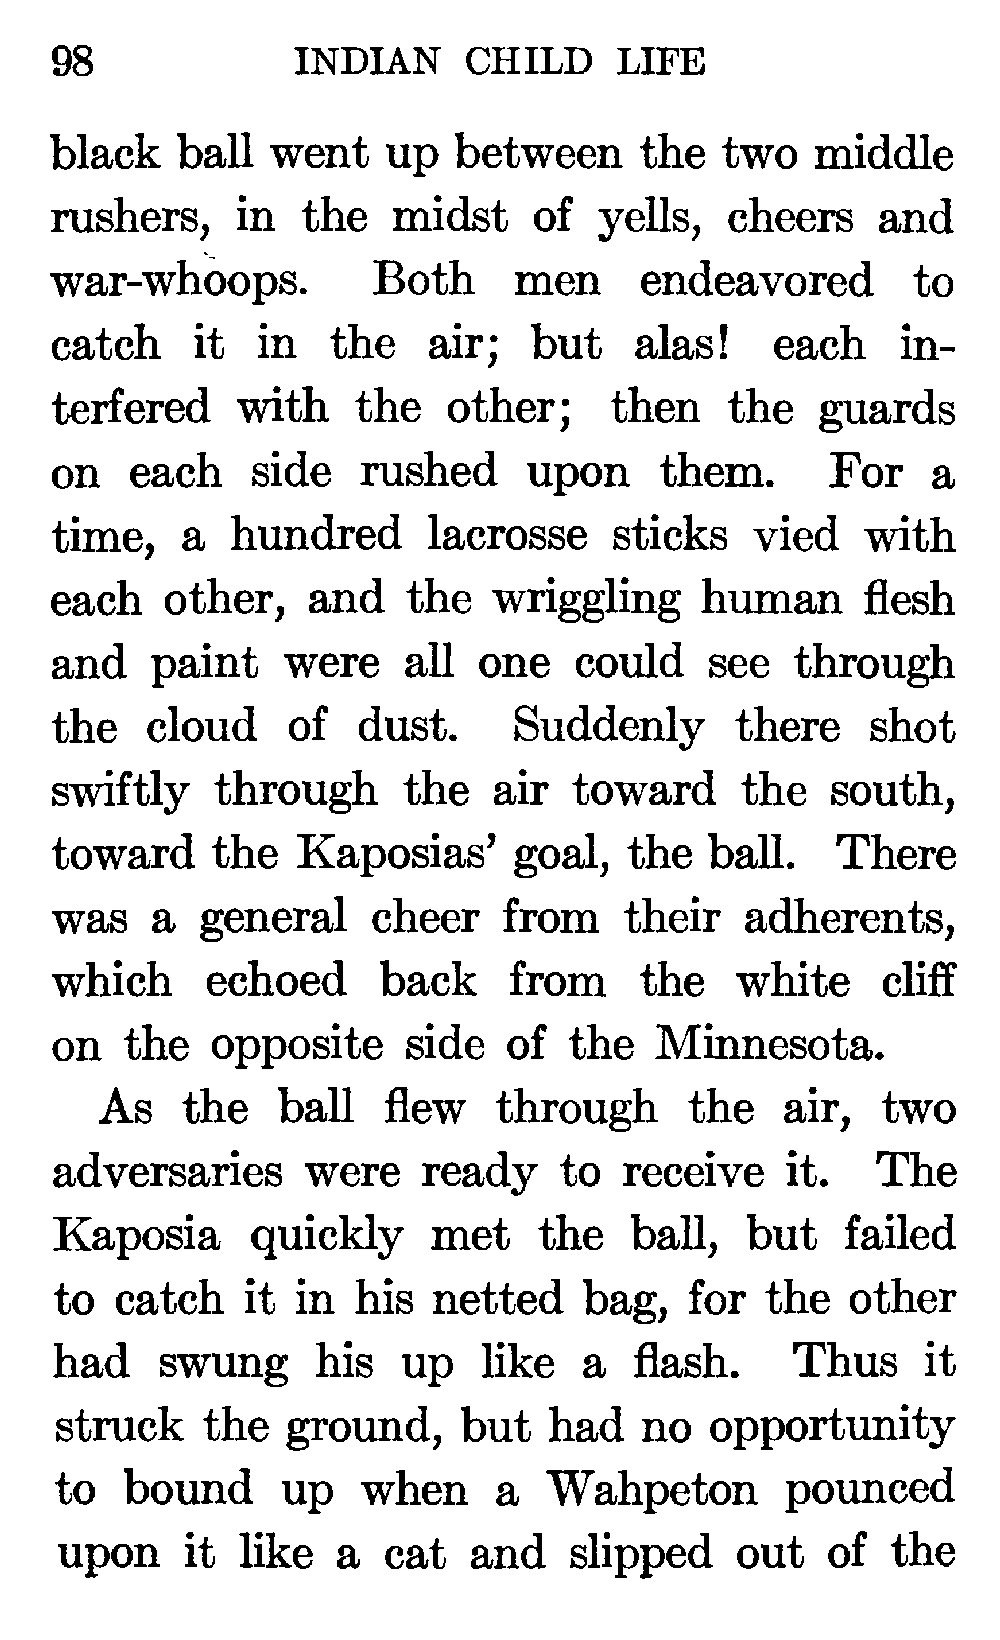 98 INDIAN CHILD LIFE
black ball went up between the two middle
rushers, in the midst of yells, cheers and
war-whoops. Both men endeavored to
catch it in the air; but alas! each in-
terfered with the other; then the guards
on each side rushed upon them. For a
time, a hundred lacrosse sticks vied with
each other, and the wriggling human flesh
and paint were all one could see through
the cloud of dust. Suddenly there shot
swiftly through the air toward the south,
toward the Kaposias' goal, the ball. There
was a general cheer from their adherents,
which echoed back from the white cliff
on the opposite side of the Minnesota.
As the ball flew through the air, two
adversaries were ready to receive it. The
Kaposia quickly met the ball, but failed
to catch it in his netted bag, for the other
had swung his up like a flash. Thus it
struck the ground, but had no opportunity
to bound up when a Wahpeton pounced
upon it like a cat and slipped out of the